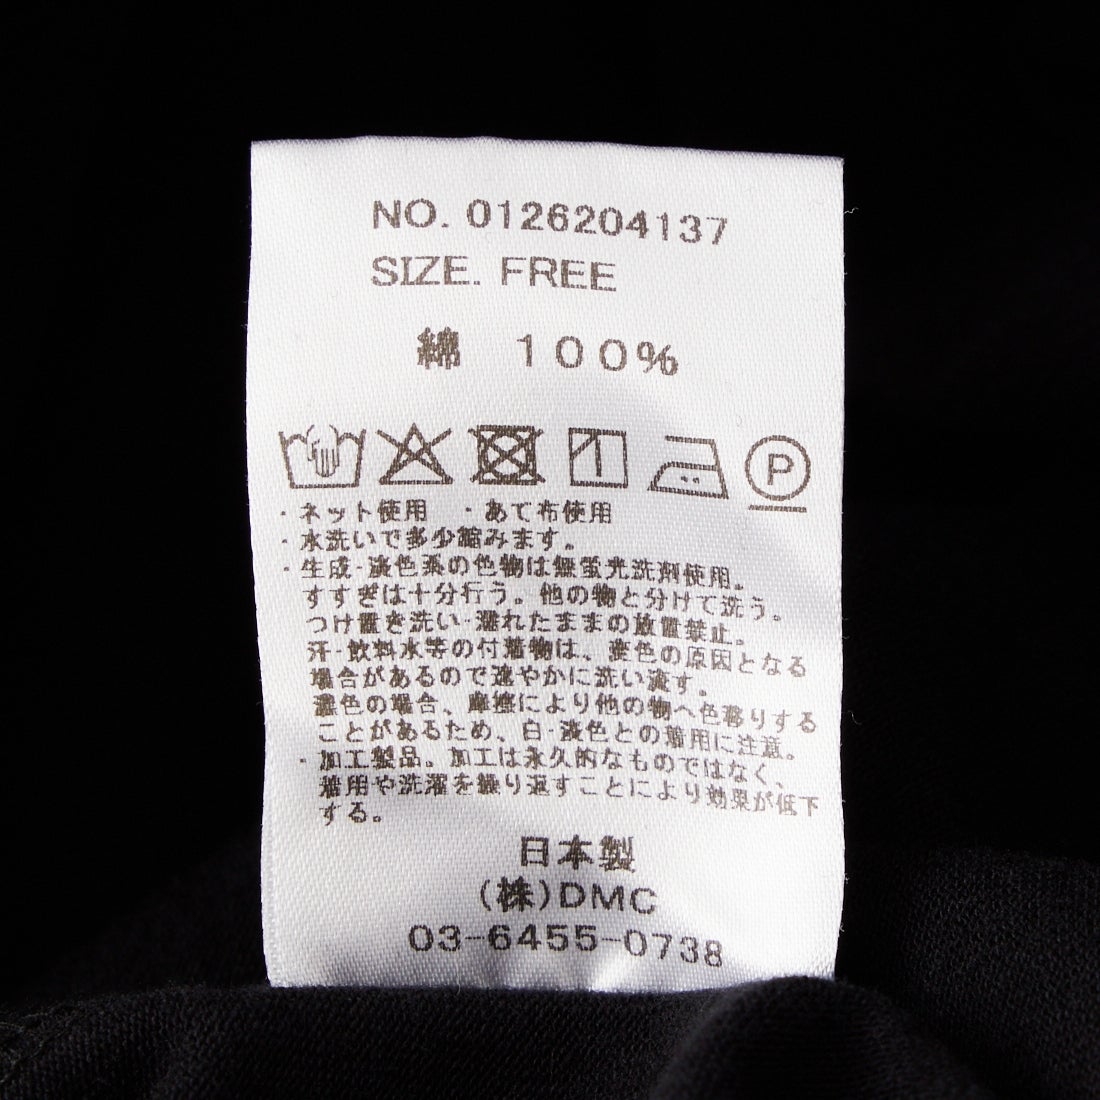 NO. 0126204137
SIZE. FREE
綿 100%
P
・ネット使用 ・あて布使用
・水洗いで多少縮みます。
・生成・淡色系の色物は無蛍光洗剤使用。
すすぎは十分行う。他の物と分けて洗う。
つけ置き洗い・濡れたままの放置禁止。
汗・飲料水等の付着物は、変色の原因となる
場合があるので速やかに洗い流す。
濃色の場合、摩擦により他の物へ色移りする
ことがあるため、白・淡色との着用に注意。
・加工製品。加工は永久的なものではなく、
着用や洗濯を繰り返すことにより効果が低下
する。
日本製
(株)DMC
03-6455-0738